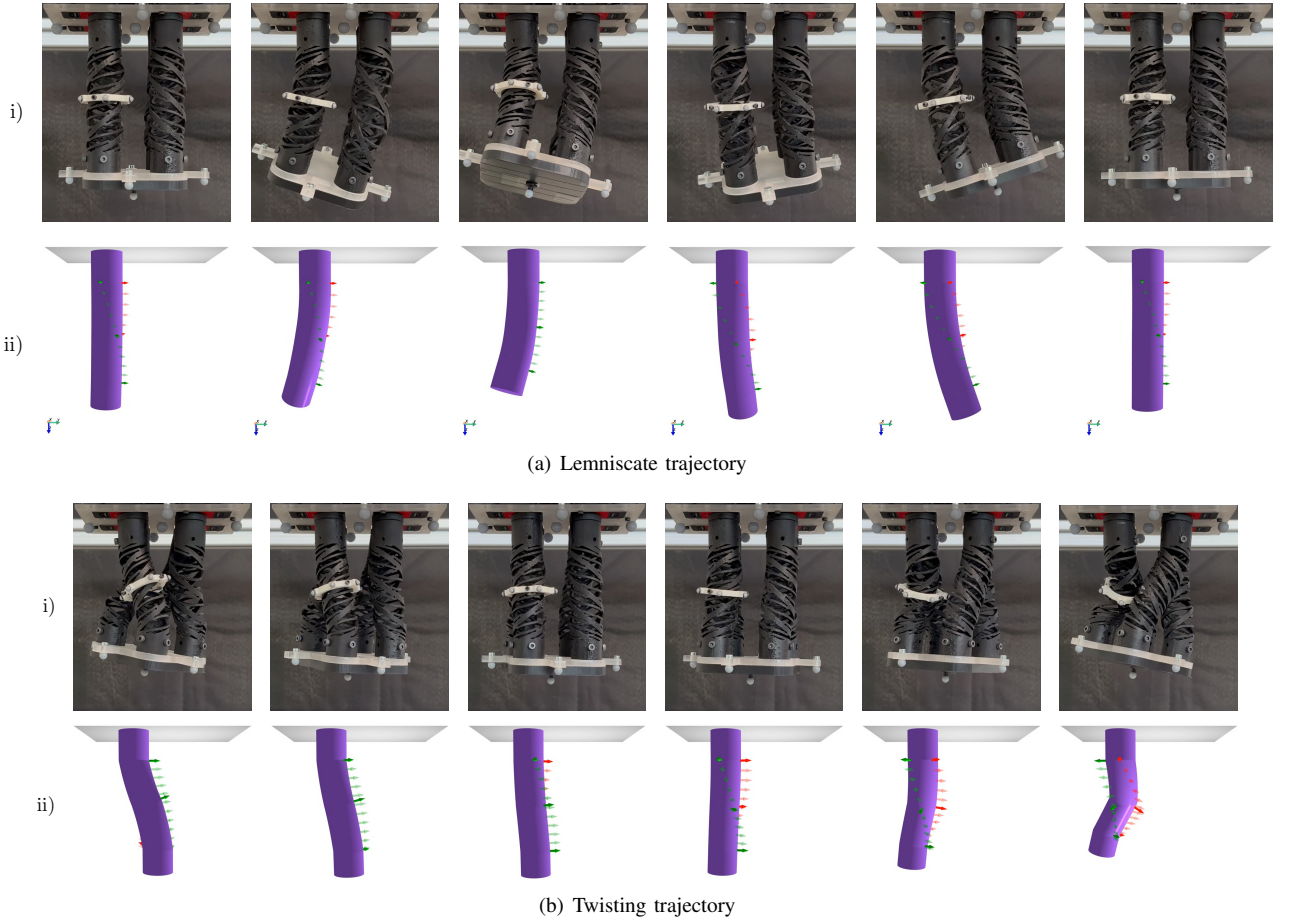 i)
ii)
(a) Lemniscate trajectory
i)
ii)
(b) Twisting trajectory